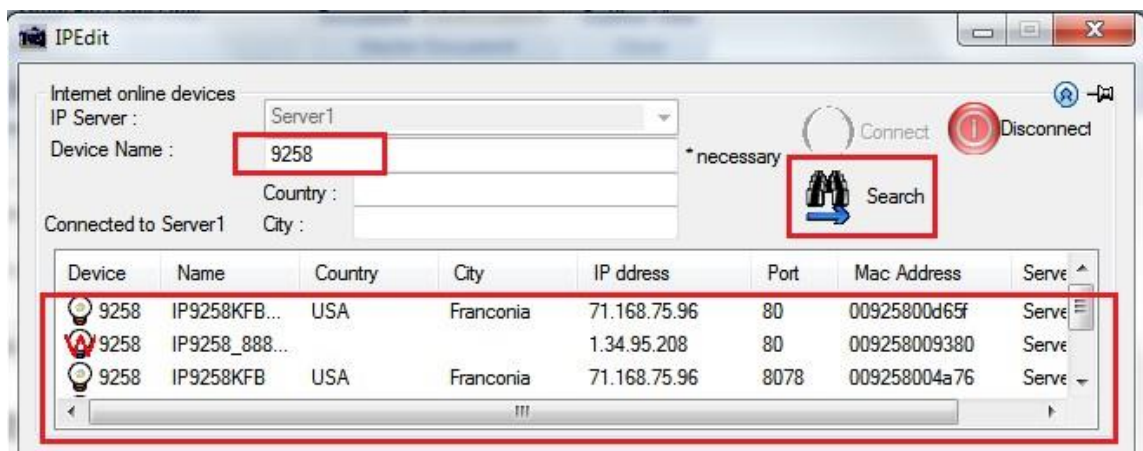 IPEdit
Internet online devices
IP Server :
Server1
Connect
Disconnect
Device Name :
9258
* necessary
Country :
Search
Connected to Server1
City :
Device Name Country City IP ddress Port Mac Address Serve
9258 IP9258KFB... USA Franconia 71.168.75.96 80 00925800d65f Serve
9258 IP9258_888... 1.34.95.208 80 009258009380 Serve
9258 IP9258KFB USA Franconia 71.168.75.96 8078 009258004a76 Serve